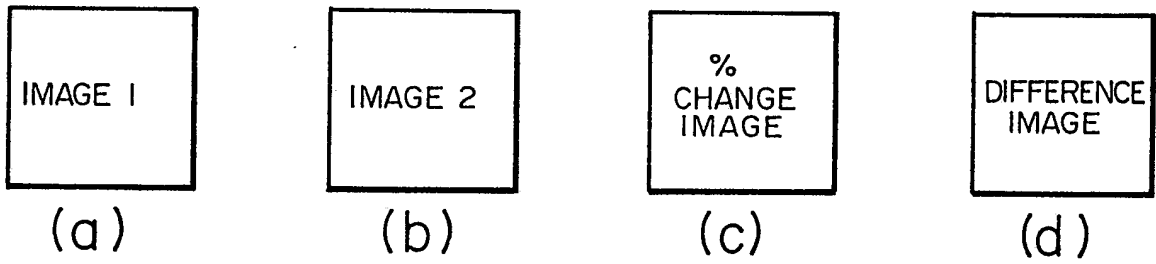 IMAGE 1
IMAGE 2
%
CHANGE
IMAGE
DIFFERENCE
IMAGE
(a)
(b)
(c)
(d)